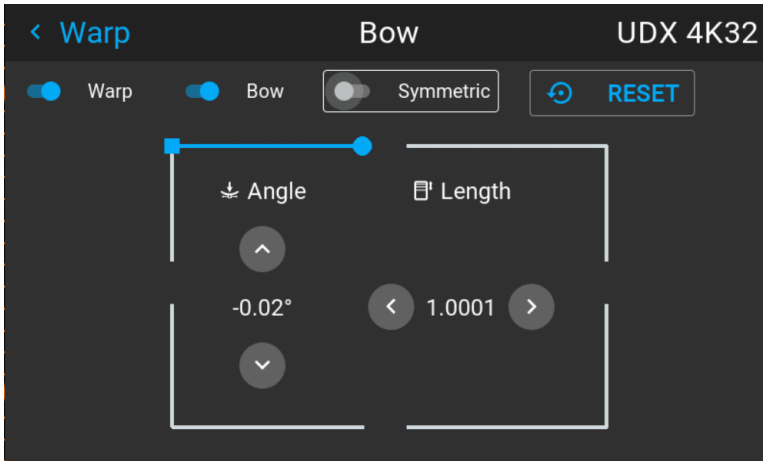 Warp
Bow
UDX 4K32
Warp
Bow
Symmetric
RESET
Angle
Length
-0.02°
1.0001